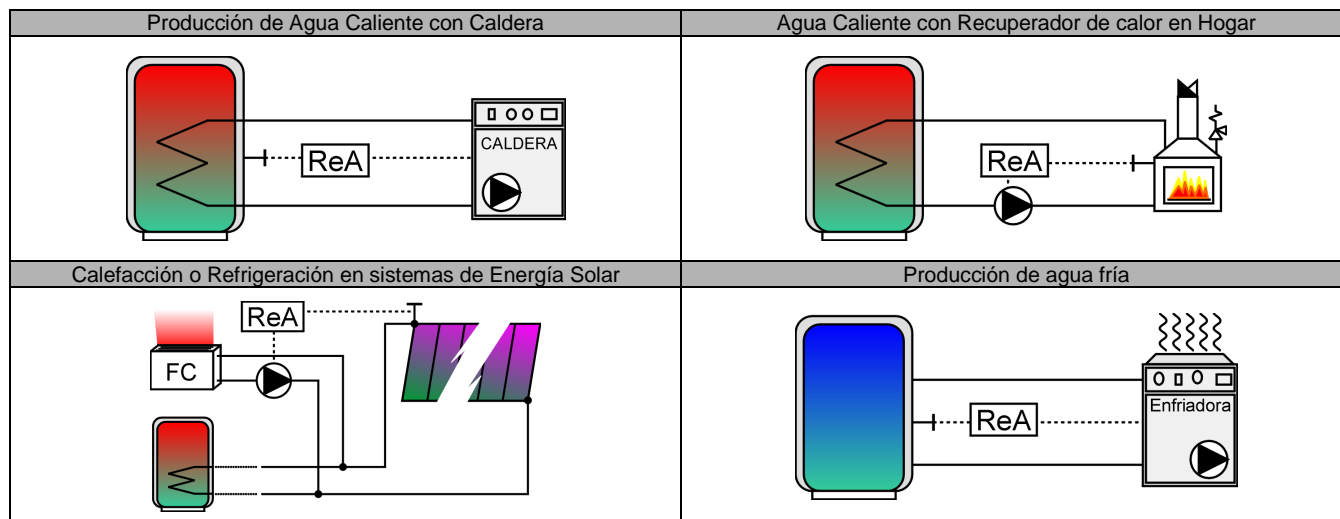 Producción de Agua Caliente con Caldera
Agua Caliente con Recuperador de calor en Hogar
ReA
CALDERA
ReA
Calefacción o Refrigeración en sistemas de Energía Solar
Producción de agua fría
ReA
FC
ReA
Enfriadora